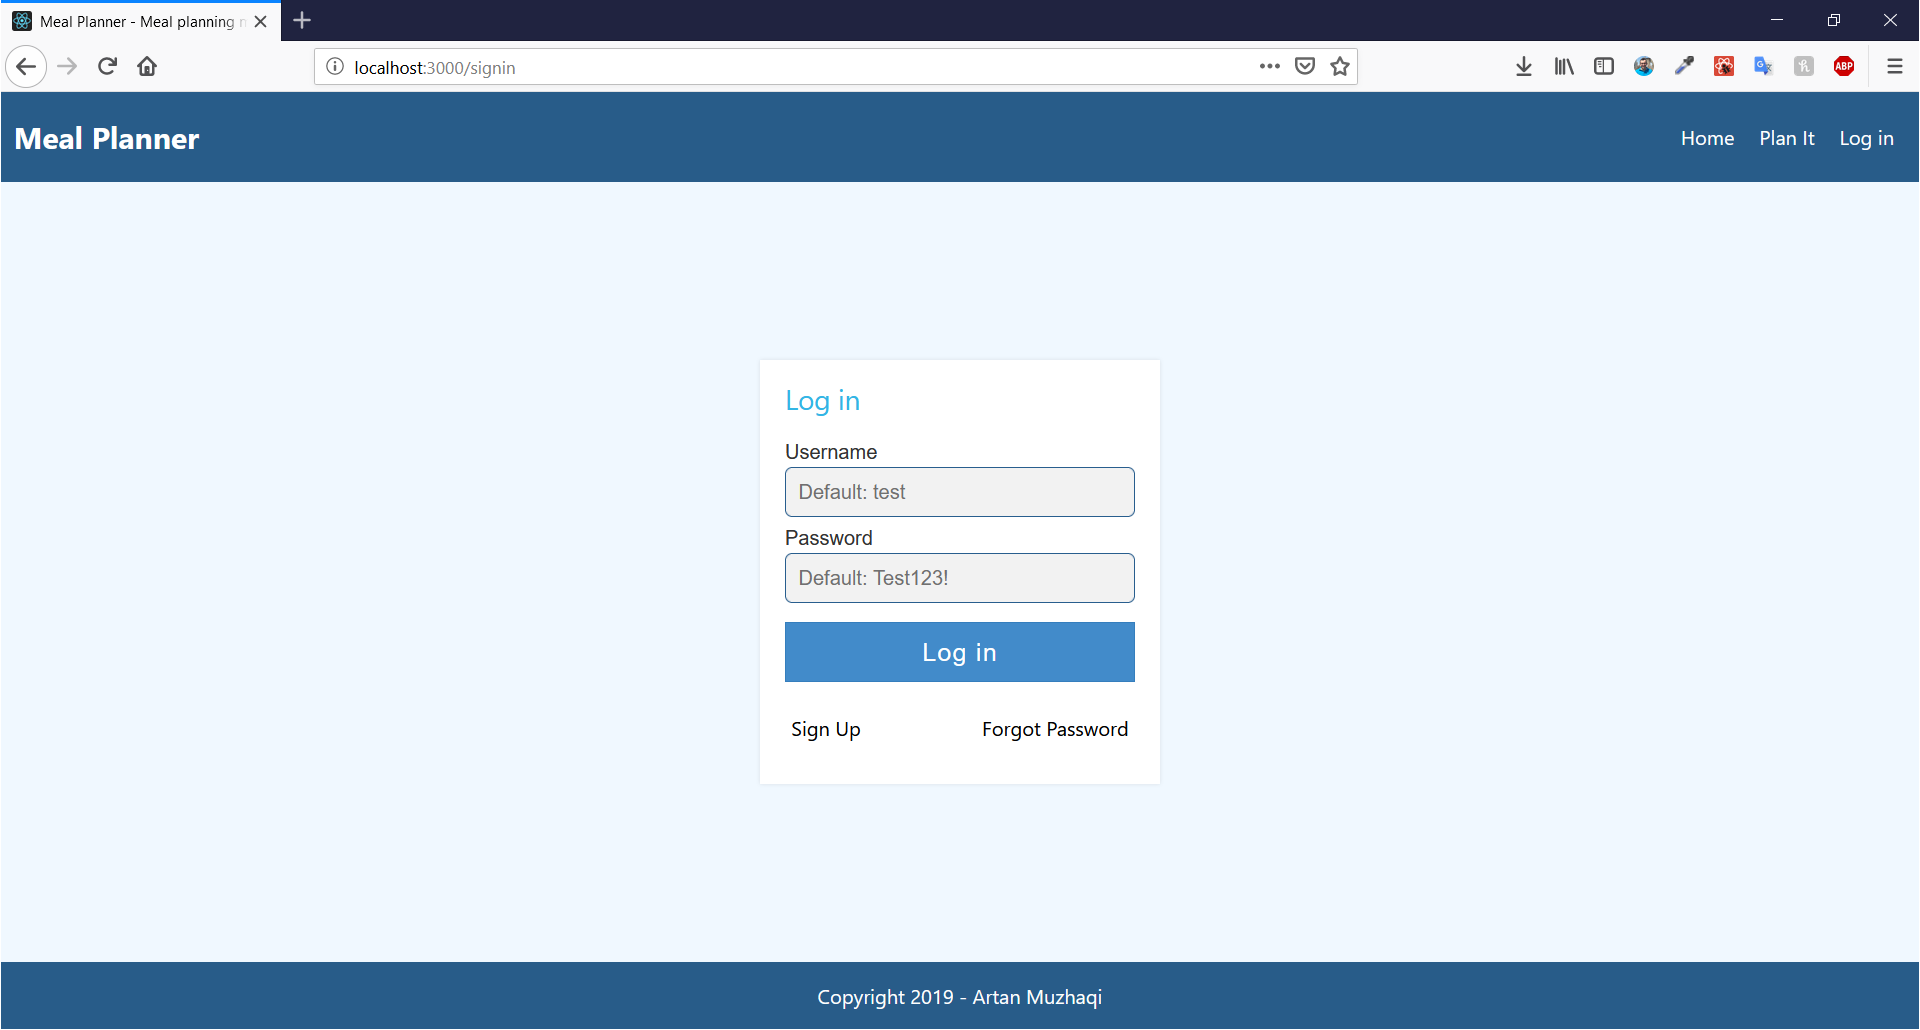 Meal Planner - Meal planning
localhost:3000/signin
ABP
Meal Planner
Home Plan It Log in
Log in
Username
Default: test
Password
Default: Test123!
Log in
Sign Up Forgot Password
Copyright 2019 - Artan Muzhaqi